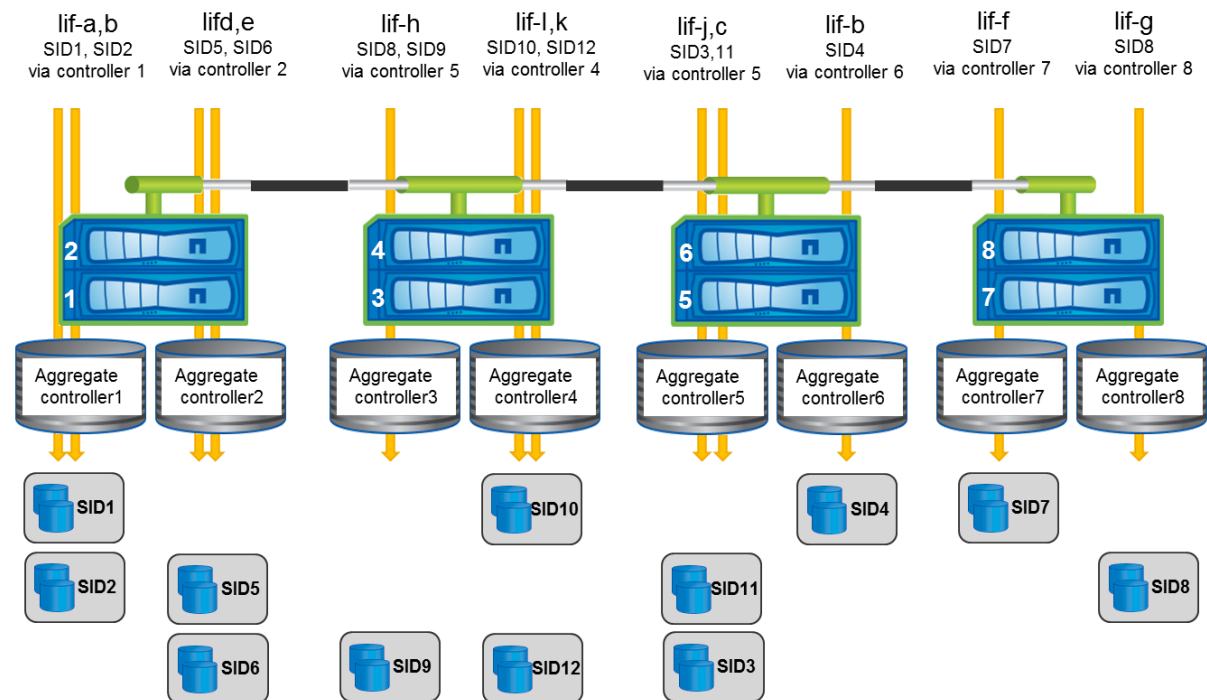 lif-a,b
SID1, SID2
via controller 1
lifd,e
SID5, SID6
via controller 2
lif-h
SID8, SID9
via controller 5
lif-l,k
SID10, SID12
via controller 4
lif-j,c
SID3,11
via controller 5
lif-b
SID4
via controller 6
lif-f
SID7
via controller 7
lif-g
SID8
via controller 8
2
1
4
3
6
5
8
7
Aggregate
controller1
Aggregate
controller2
Aggregate
controller3
Aggregate
controller4
Aggregate
controller5
Aggregate
controller6
Aggregate
controller7
Aggregate
controller8
SID1
SID10
SID4
SID7
SID2
SID5
SID11
SID8
SID6
SID9
SID12
SID3